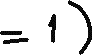 = 1)